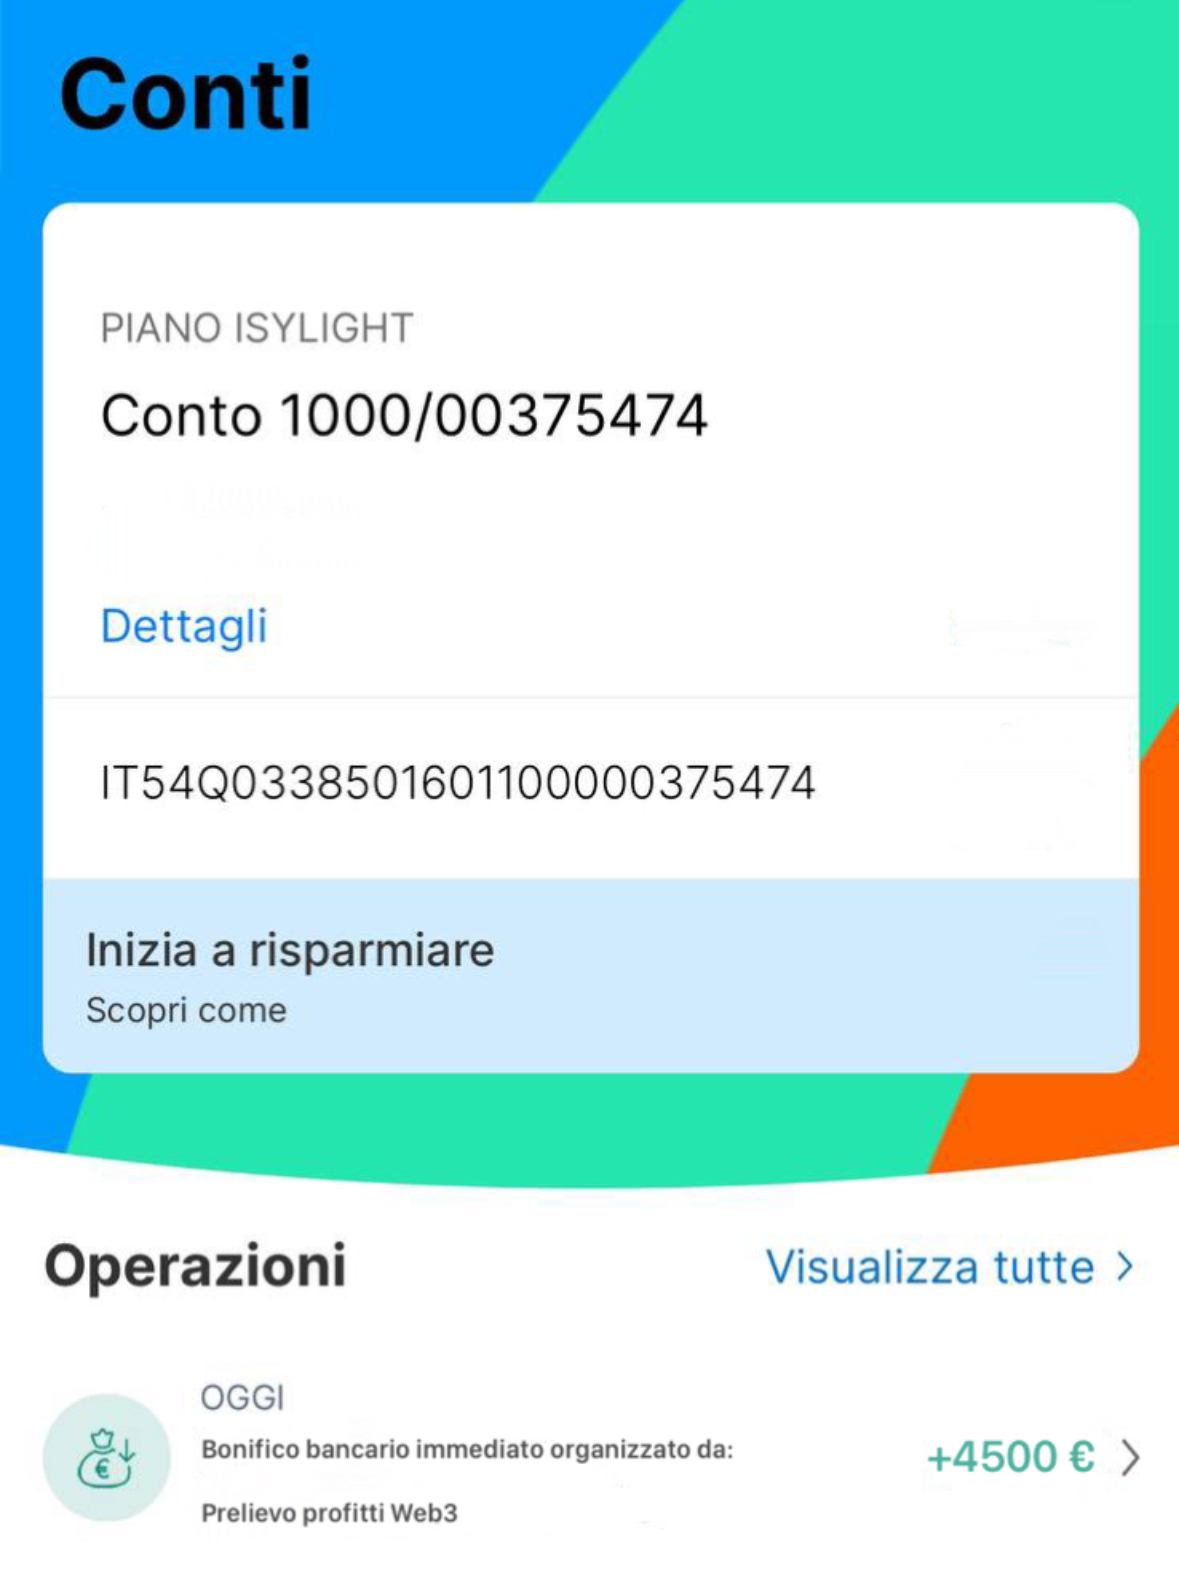 Conti
PIANO ISYLIGHT
Conto 1000/00375474
Dettagli
IT54Q0338501601100000375474
Inizia a risparmiare
Scopri come
Operazioni
Visualizza tutte >
OGGI
Bonifico bancario immediato organizzato da:
+4500 €
Prelievo profitti Web3